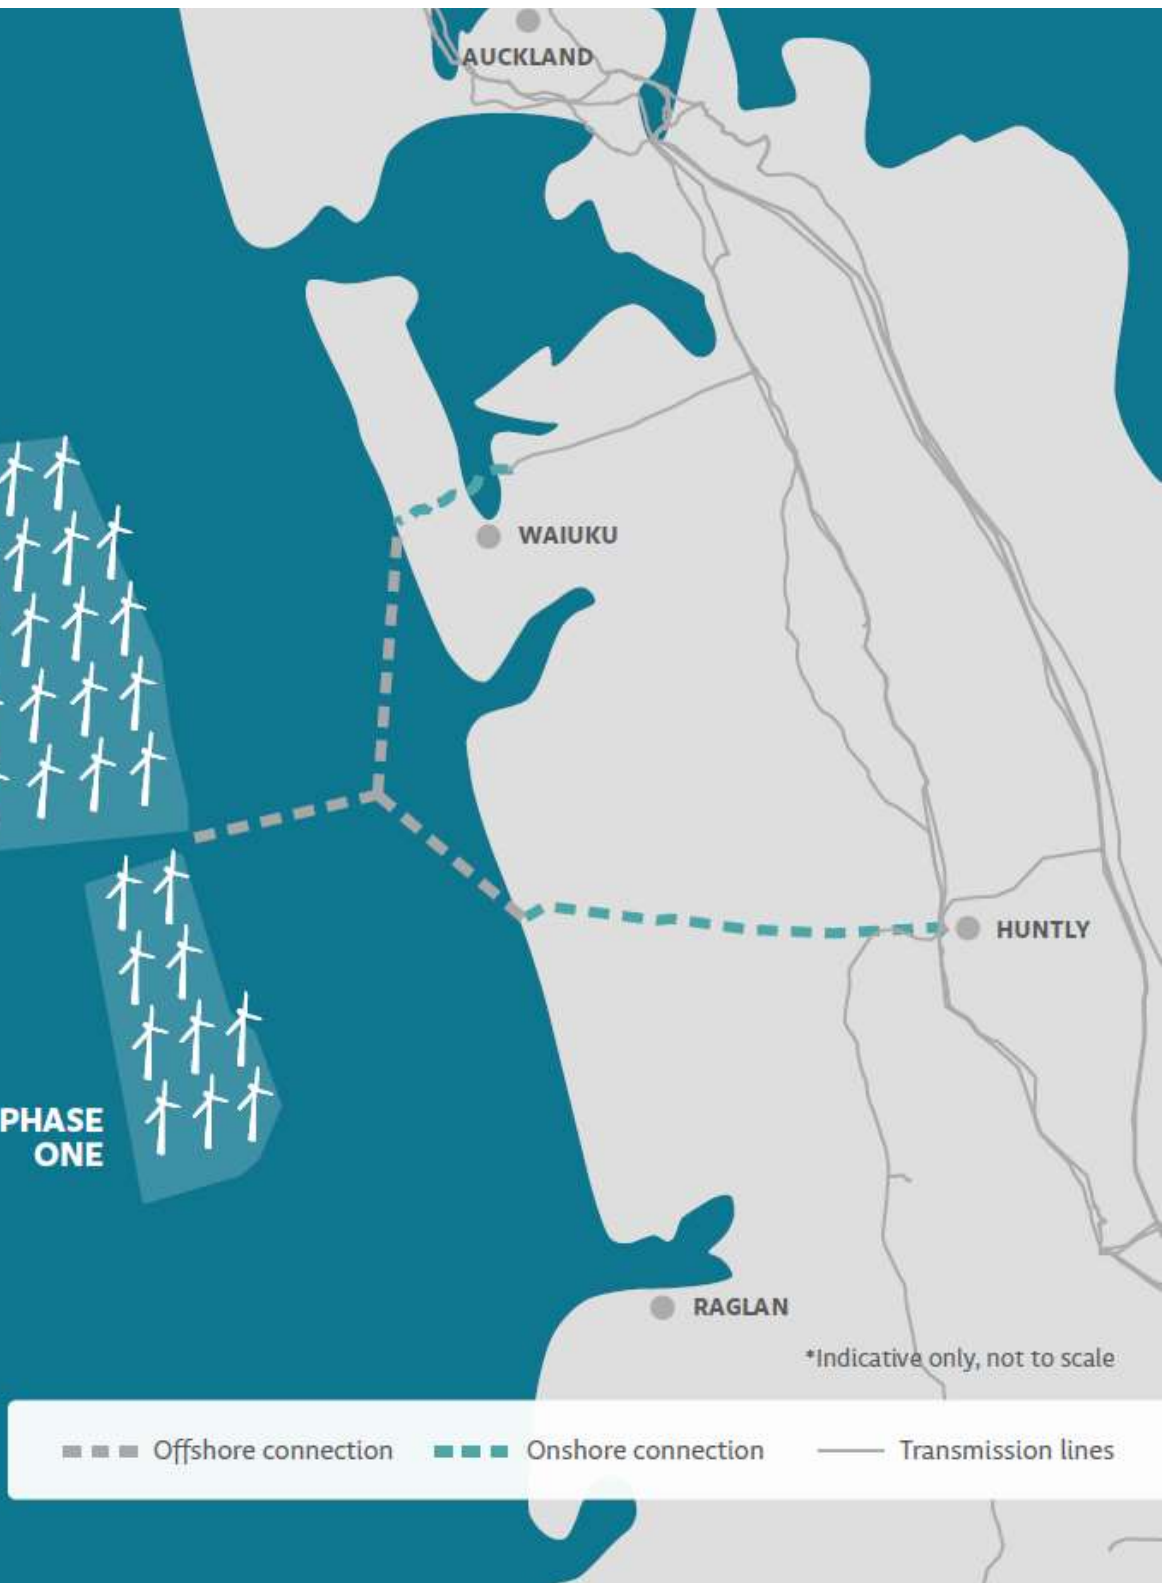 AUCKLAND
WAIUKU
HUNTLY
PHASE
ONE
RAGLAN
*Indicative only, not to scale
Offshore connection
Onshore connection
Transmission lines